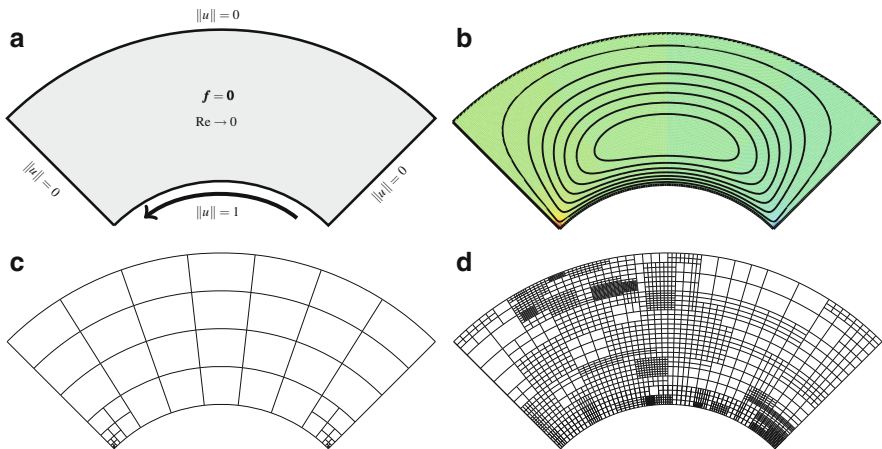 a
‖u‖ = 0
f = 0
Re → 0
‖u‖ = 0
‖u‖ = 1
‖u‖ = 0
b
c
d